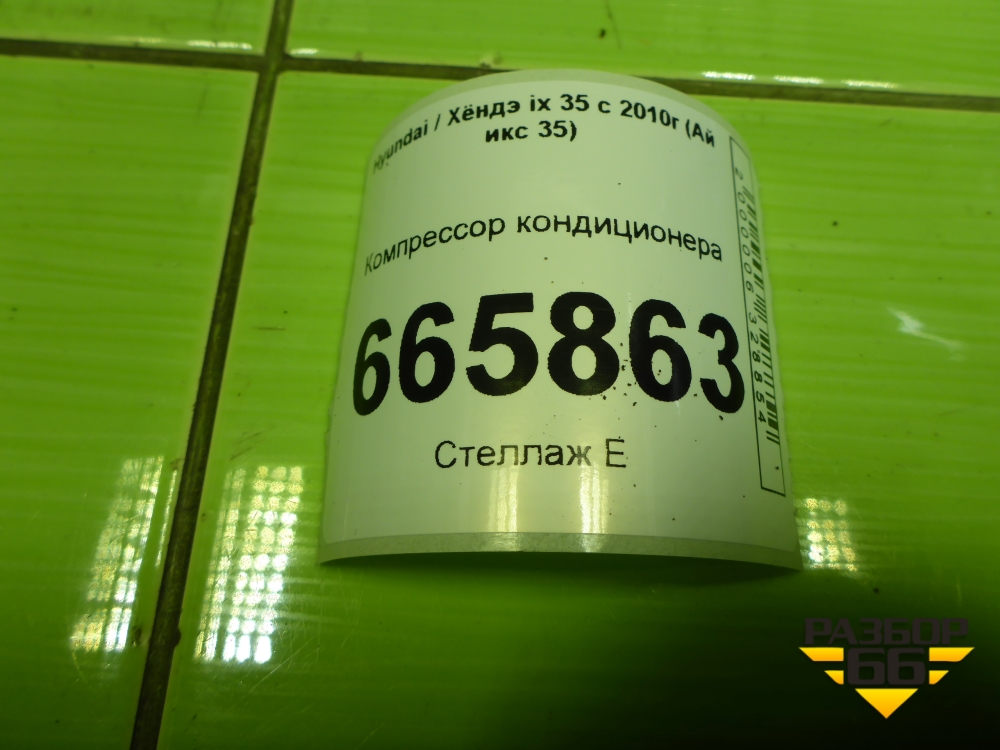 Hyundai / Хёндэ ix 35 с 2010г (Ай
икс 35)
Компрессор кондиционера
665863
Стеллаж Е
2000006328854
РАЗБОР
66